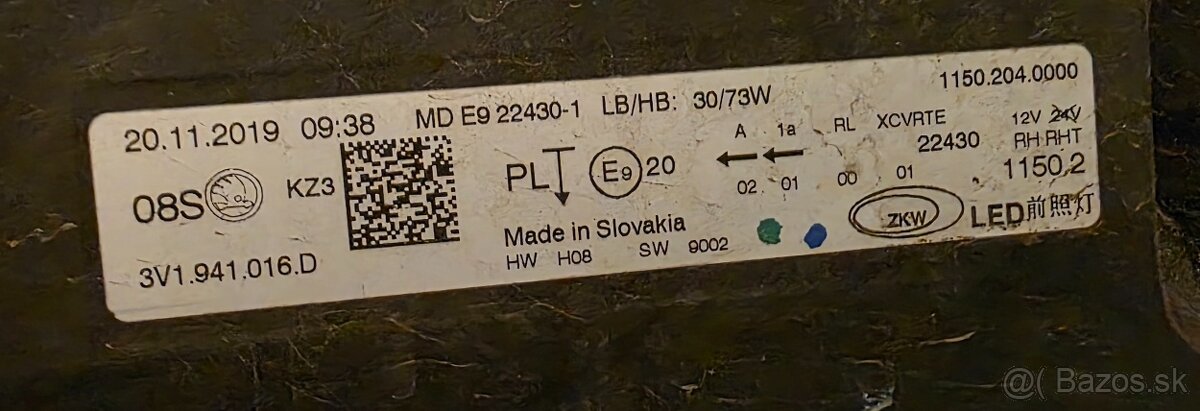 1150.204.0000
20.11.2019 09:38 MD E9 22430-1 LB/HB: 30/73W
A 1a RL XCVRTE 12V 24V
22430 RH RHT
08S KZ3 PL E9 20 02 01 00 01 1150,2
Made in Slovakia ZKW LED前照灯
3V1.941.016.D HW H08 SW 9002
@( Bazos.sk